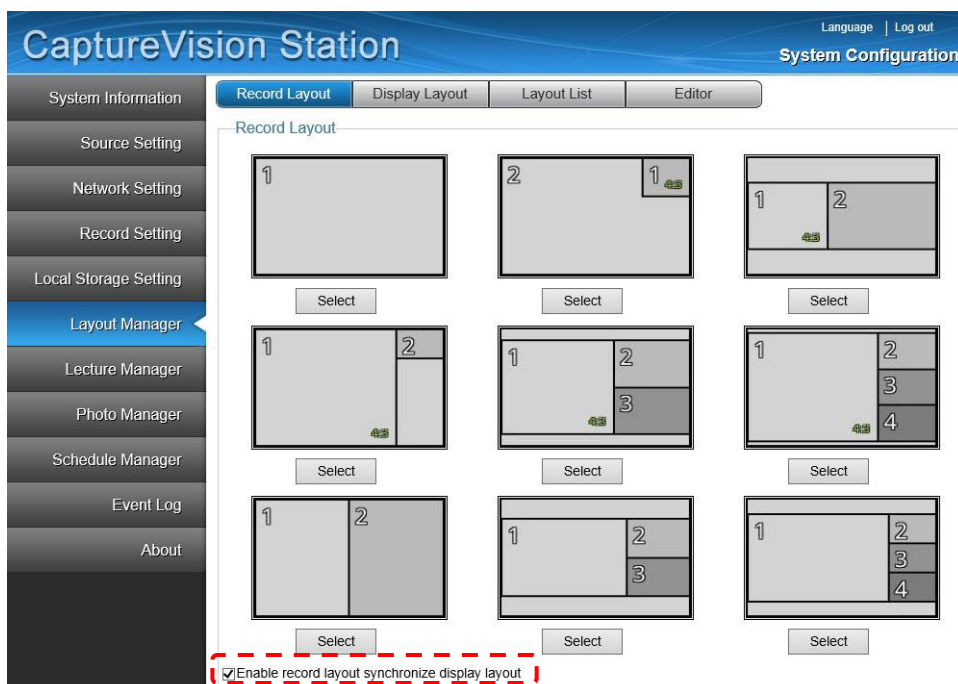 CaptureVision Station
Language | Log out
System Configuration
System Information
Source Setting
Network Setting
Record Setting
Local Storage Setting
Layout Manager
Lecture Manager
Photo Manager
Schedule Manager
Event Log
About
Record Layout Display Layout Layout List Editor
Record Layout
1
2 1 4:3
1 4:3 2
Select Select Select
1 4:3 2
1 4:3 2 3
1 4:3 2 3 4
Select Select Select
1 2
1 2 3
1 2 3 4
Select Select Select
Enable record layout synchronize display layout